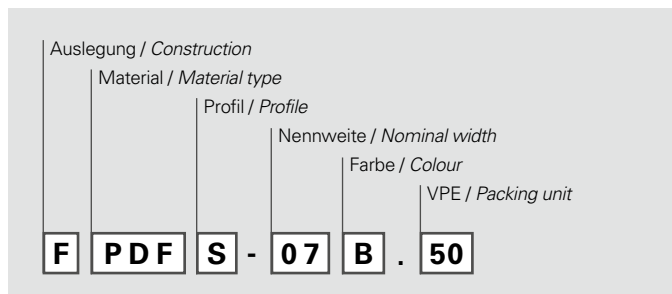 Auslegung / Construction
Material / Material type
Profil / Profile
Nennweite / Nominal width
Farbe / Colour
VPE / Packing unit
F PDF S - 07 B . 50